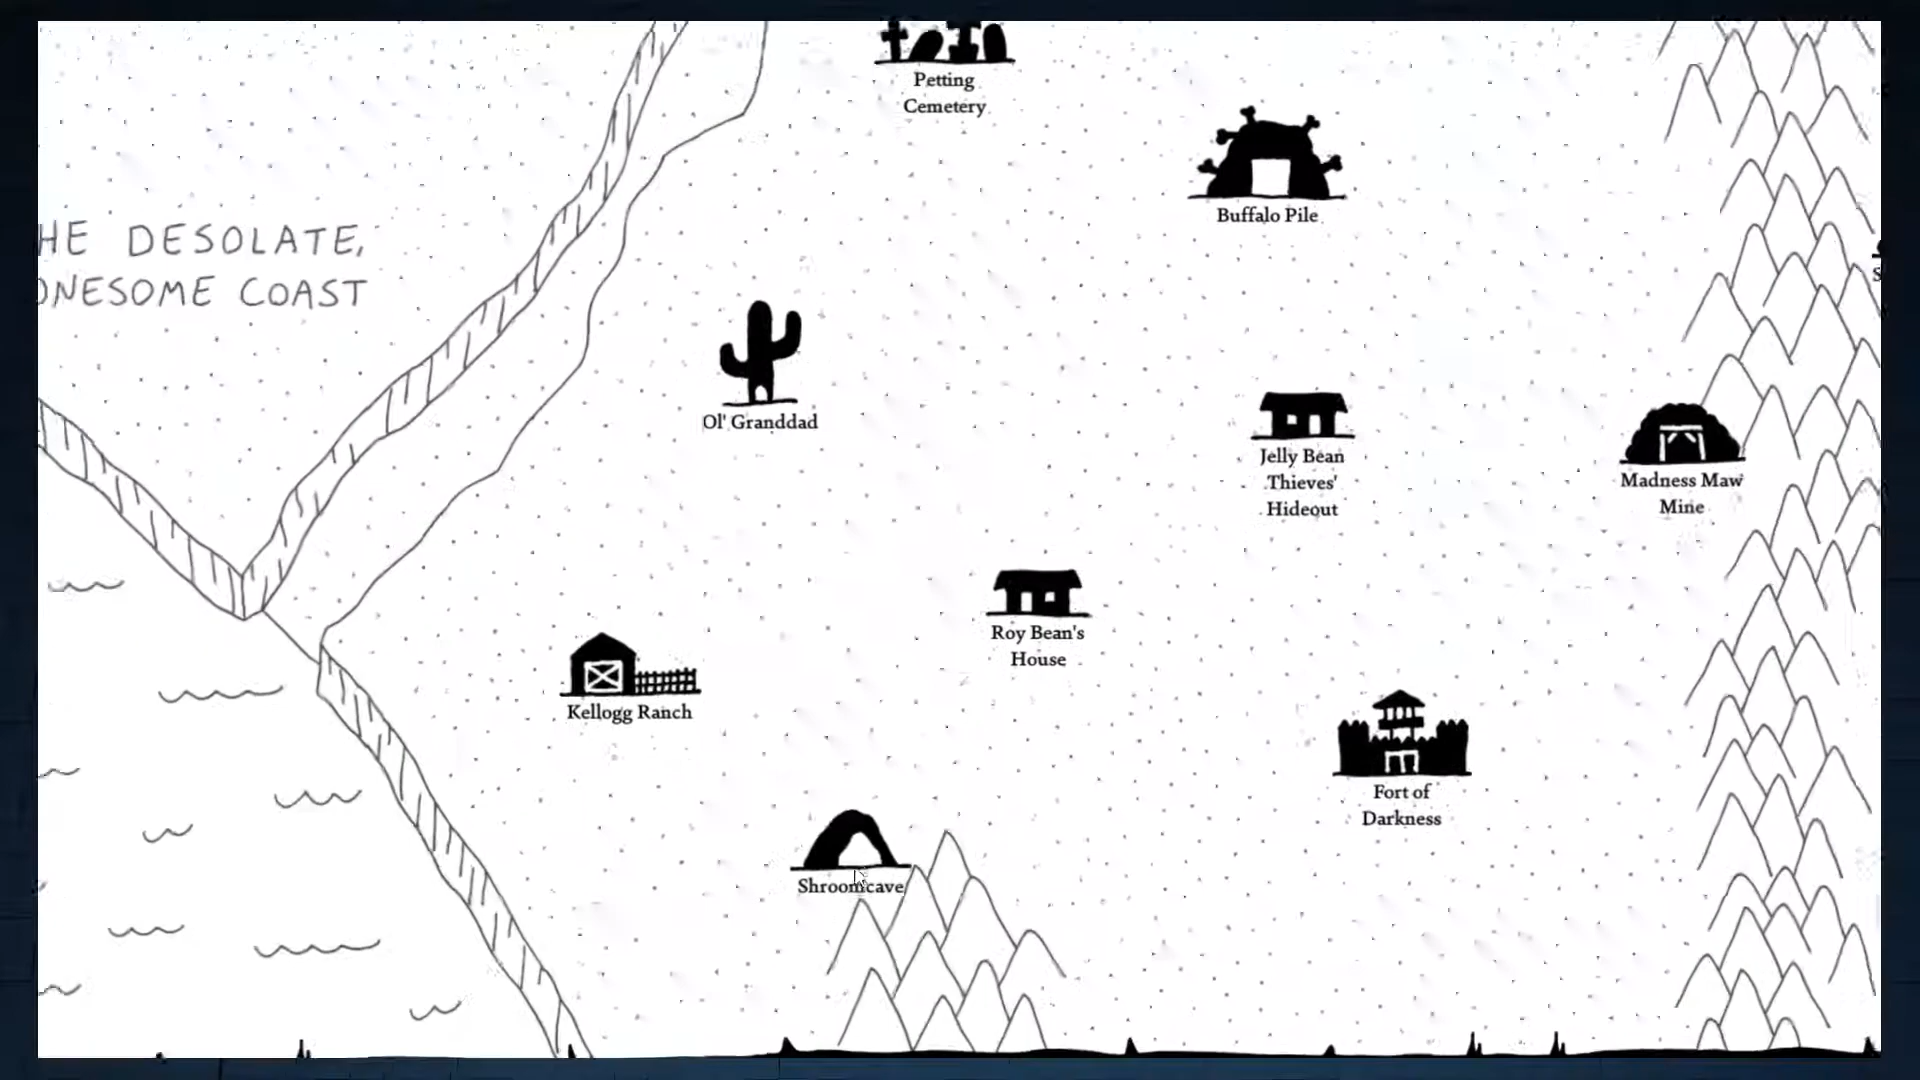 Petting
Cemetery
Buffalo Pile
HE DESOLATE,
ONESOME COAST
Ol' Granddad
Jelly Bean
Thieves'
Hideout
Madness Maw
Mine
Roy Bean's
House
Kellogg Ranch
Fort of
Darkness
Shroomcave